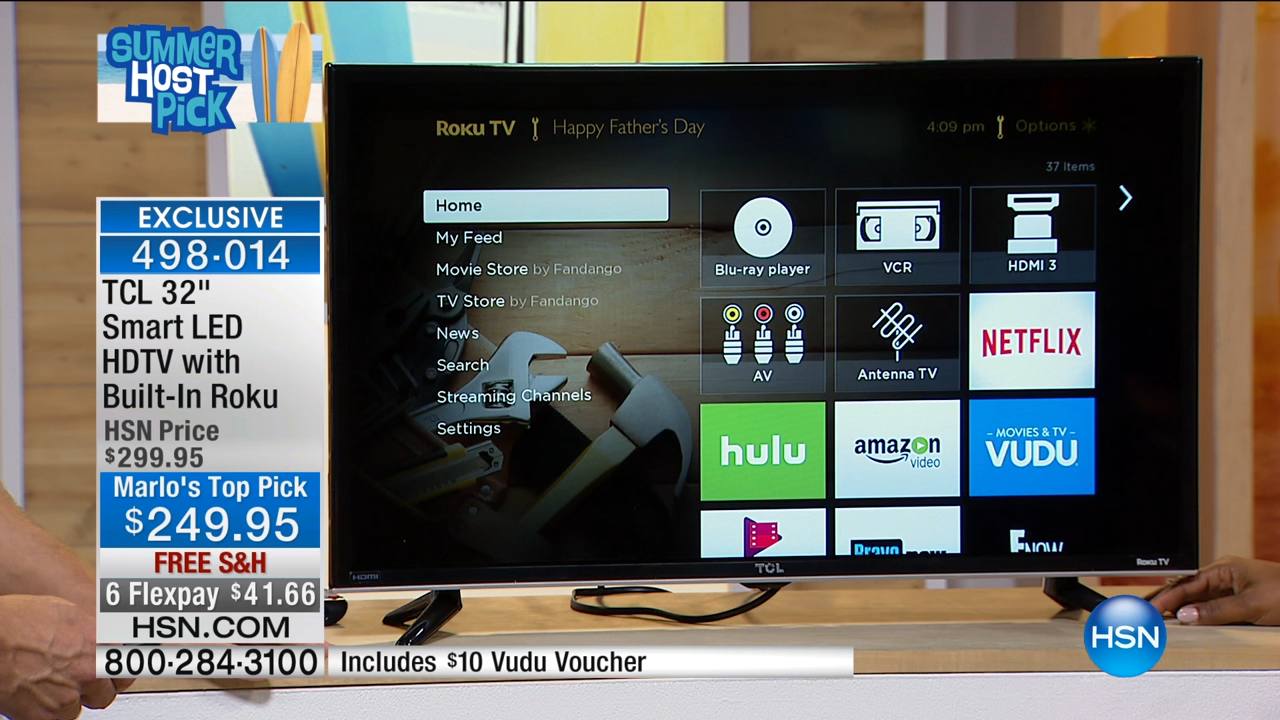 SUMMER
HOST
PICK
EXCLUSIVE
498-014
TCL 32"
Smart LED
HDTV with
Built-In Roku
HSN Price
$299.95
Marlo's Top Pick
$249.95
FREE S&H
6 Flexpay $41.66
HSN.COM
800-284-3100
Includes $10 Vudu Voucher
Roku TV Happy Father's Day
4:09 pm Options
37 Items
Home
My Feed
Movie Store by Fandango
TV Store by Fandango
News
Search
Streaming Channels
Settings
Blu-ray player
VCR
HDMI 3
AV
Antenna TV
NETFLIX
hulu
amazon
video
- MOVIES & TV -
VUDU
Bravo now
E NOW
HDMI
TCL
Roku TV
HSN